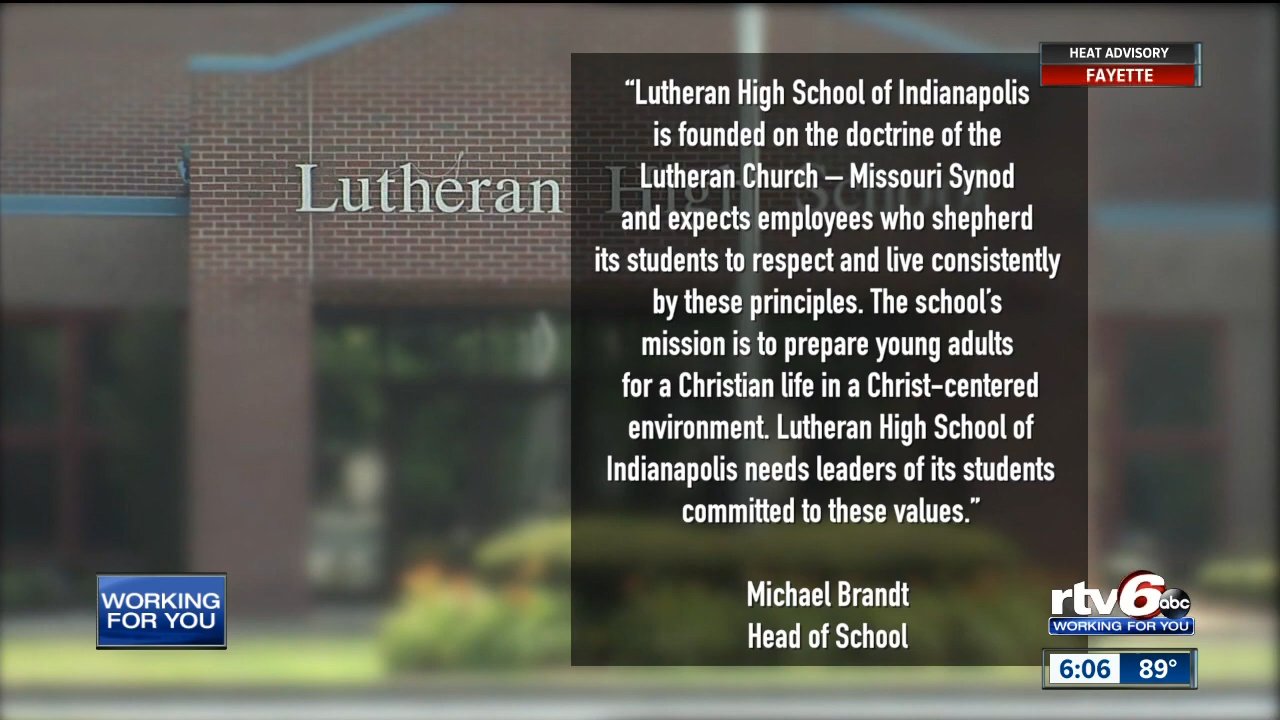 HEAT ADVISORY
FAYETTE
Lutheran High School
“Lutheran High School of Indianapolis
is founded on the doctrine of the
Lutheran Church – Missouri Synod
and expects employees who shepherd
its students to respect and live consistently
by these principles. The school’s
mission is to prepare young adults
for a Christian life in a Christ-centered
environment. Lutheran High School of
Indianapolis needs leaders of its students
committed to these values.”
Michael Brandt
Head of School
WORKING
FOR YOU
rtv6 abc
WORKING FOR YOU
6:06 89°